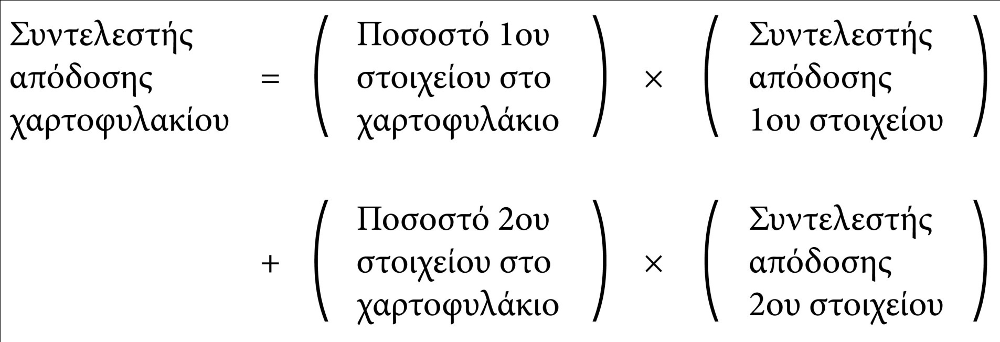 Συντελεστής απόδοσης χαρτοφυλακίου = ( Ποσοστό 1ου στοιχείου στο χαρτοφυλάκιο ) × ( Συντελεστής απόδοσης 1ου στοιχείου )
+ ( Ποσοστό 2ου στοιχείου στο χαρτοφυλάκιο ) × ( Συντελεστής απόδοσης 2ου στοιχείου )